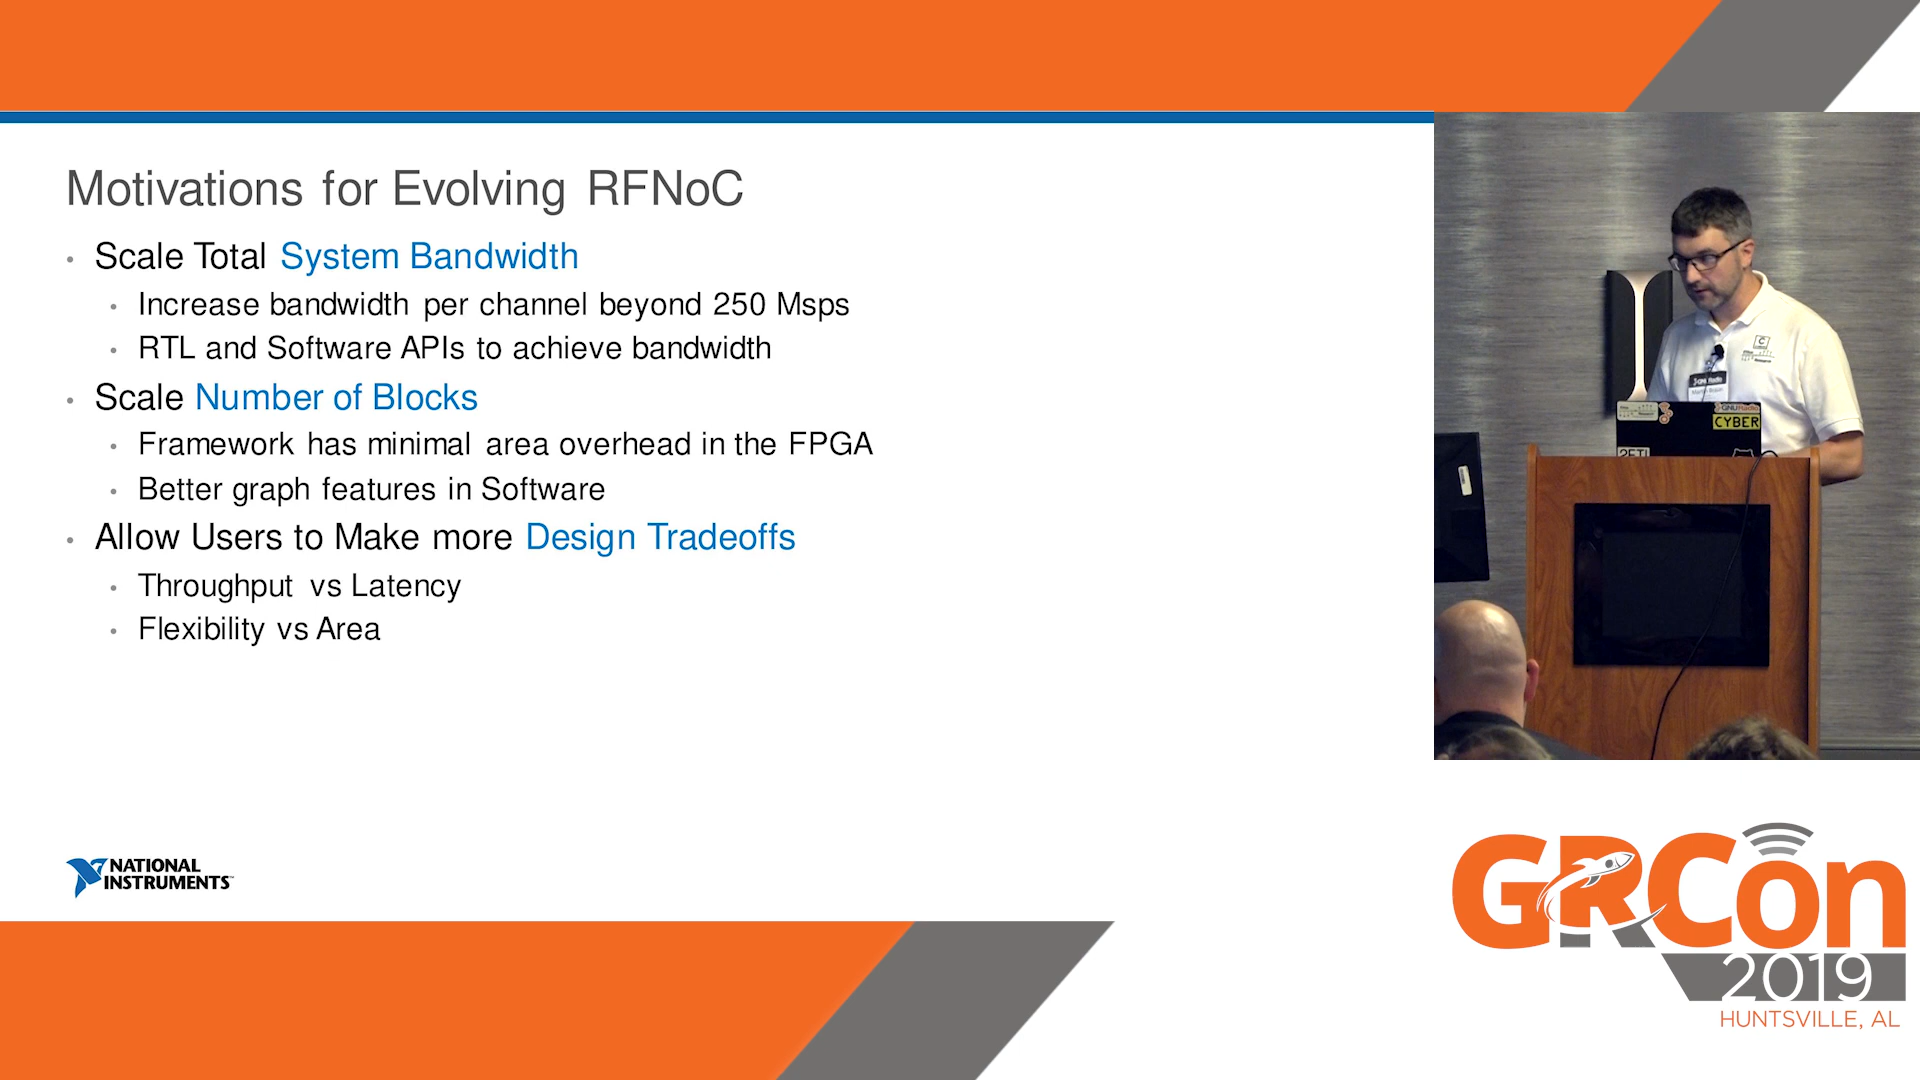 Motivations for Evolving RFNoC
Scale Total System Bandwidth
Increase bandwidth per channel beyond 250 Msps
RTL and Software APIs to achieve bandwidth
Scale Number of Blocks
Framework has minimal area overhead in the FPGA
Better graph features in Software
Allow Users to Make more Design Tradeoffs
Throughput vs Latency
Flexibility vs Area
NATIONAL
INSTRUMENTS
GNU Radio
CYBER
GRCon
2019
HUNTSVILLE, AL